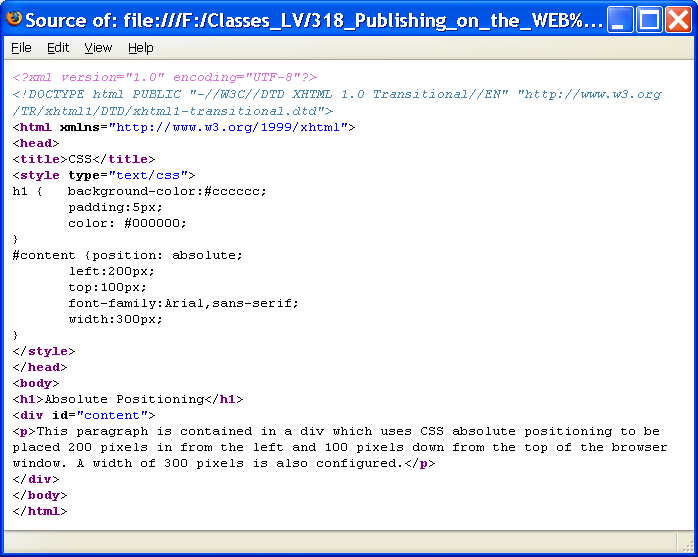 Source of: file:///F:/Classes_LV/318_Publishing_on_the_WEB%...
File Edit View Help
<?xml version="1.0" encoding="UTF-8"?>
<!DOCTYPE html PUBLIC "-//W3C//DTD XHTML 1.0 Transitional//EN" "http://www.w3.org
/TR/xhtml1/DTD/xhtml1-transitional.dtd">
<html xmlns="http://www.w3.org/1999/xhtml">
<head>
<title>CSS</title>
<style type="text/css">
h1 {   background-color:#cccccc;
       padding:5px;
       color: #000000;
}
#content {position: absolute;
       left:200px;
       top:100px;
       font-family:Arial,sans-serif;
       width:300px;
}
</style>
</head>
<body>
<h1>Absolute Positioning</h1>
<div id="content">
<p>This paragraph is contained in a div which uses CSS absolute positioning to be
placed 200 pixels in from the left and 100 pixels down from the top of the browser
window. A width of 300 pixels is also configured.</p>
</div>
</body>
</html>